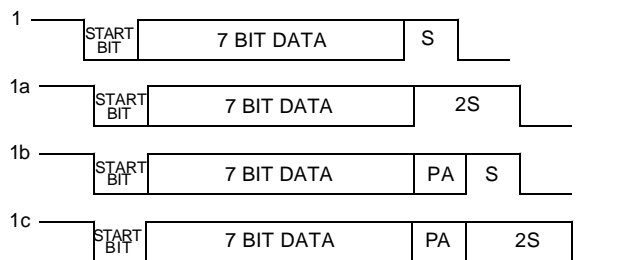 1 START BIT 7 BIT DATA S
1a START BIT 7 BIT DATA 2S
1b START BIT 7 BIT DATA PA S
1c START BIT 7 BIT DATA PA 2S